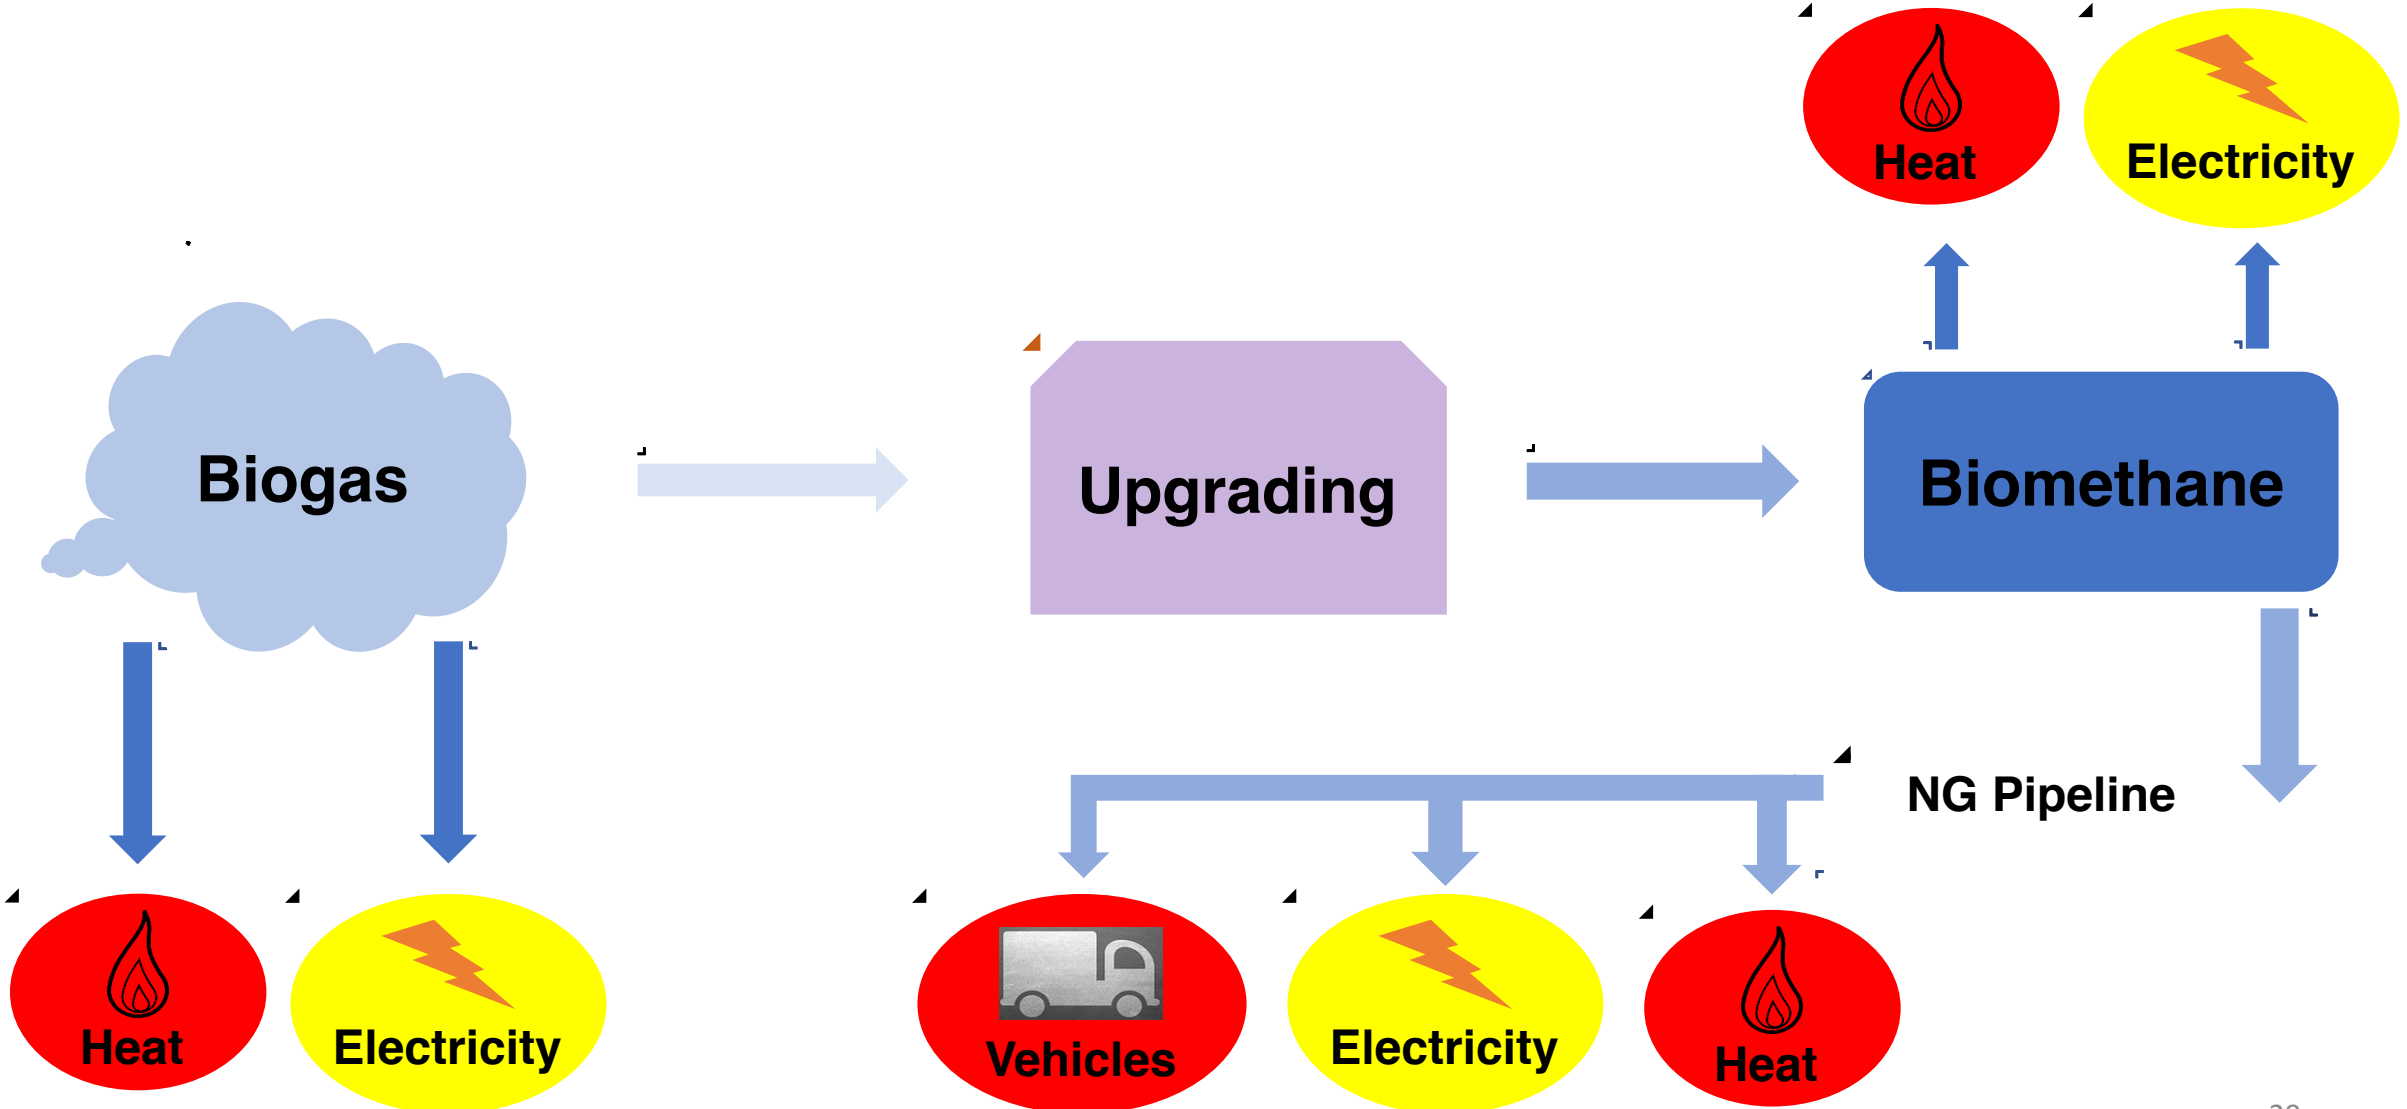 Heat
Electricity
Biogas
Upgrading
Biomethane
NG Pipeline
Heat
Electricity
Vehicles
Electricity
Heat